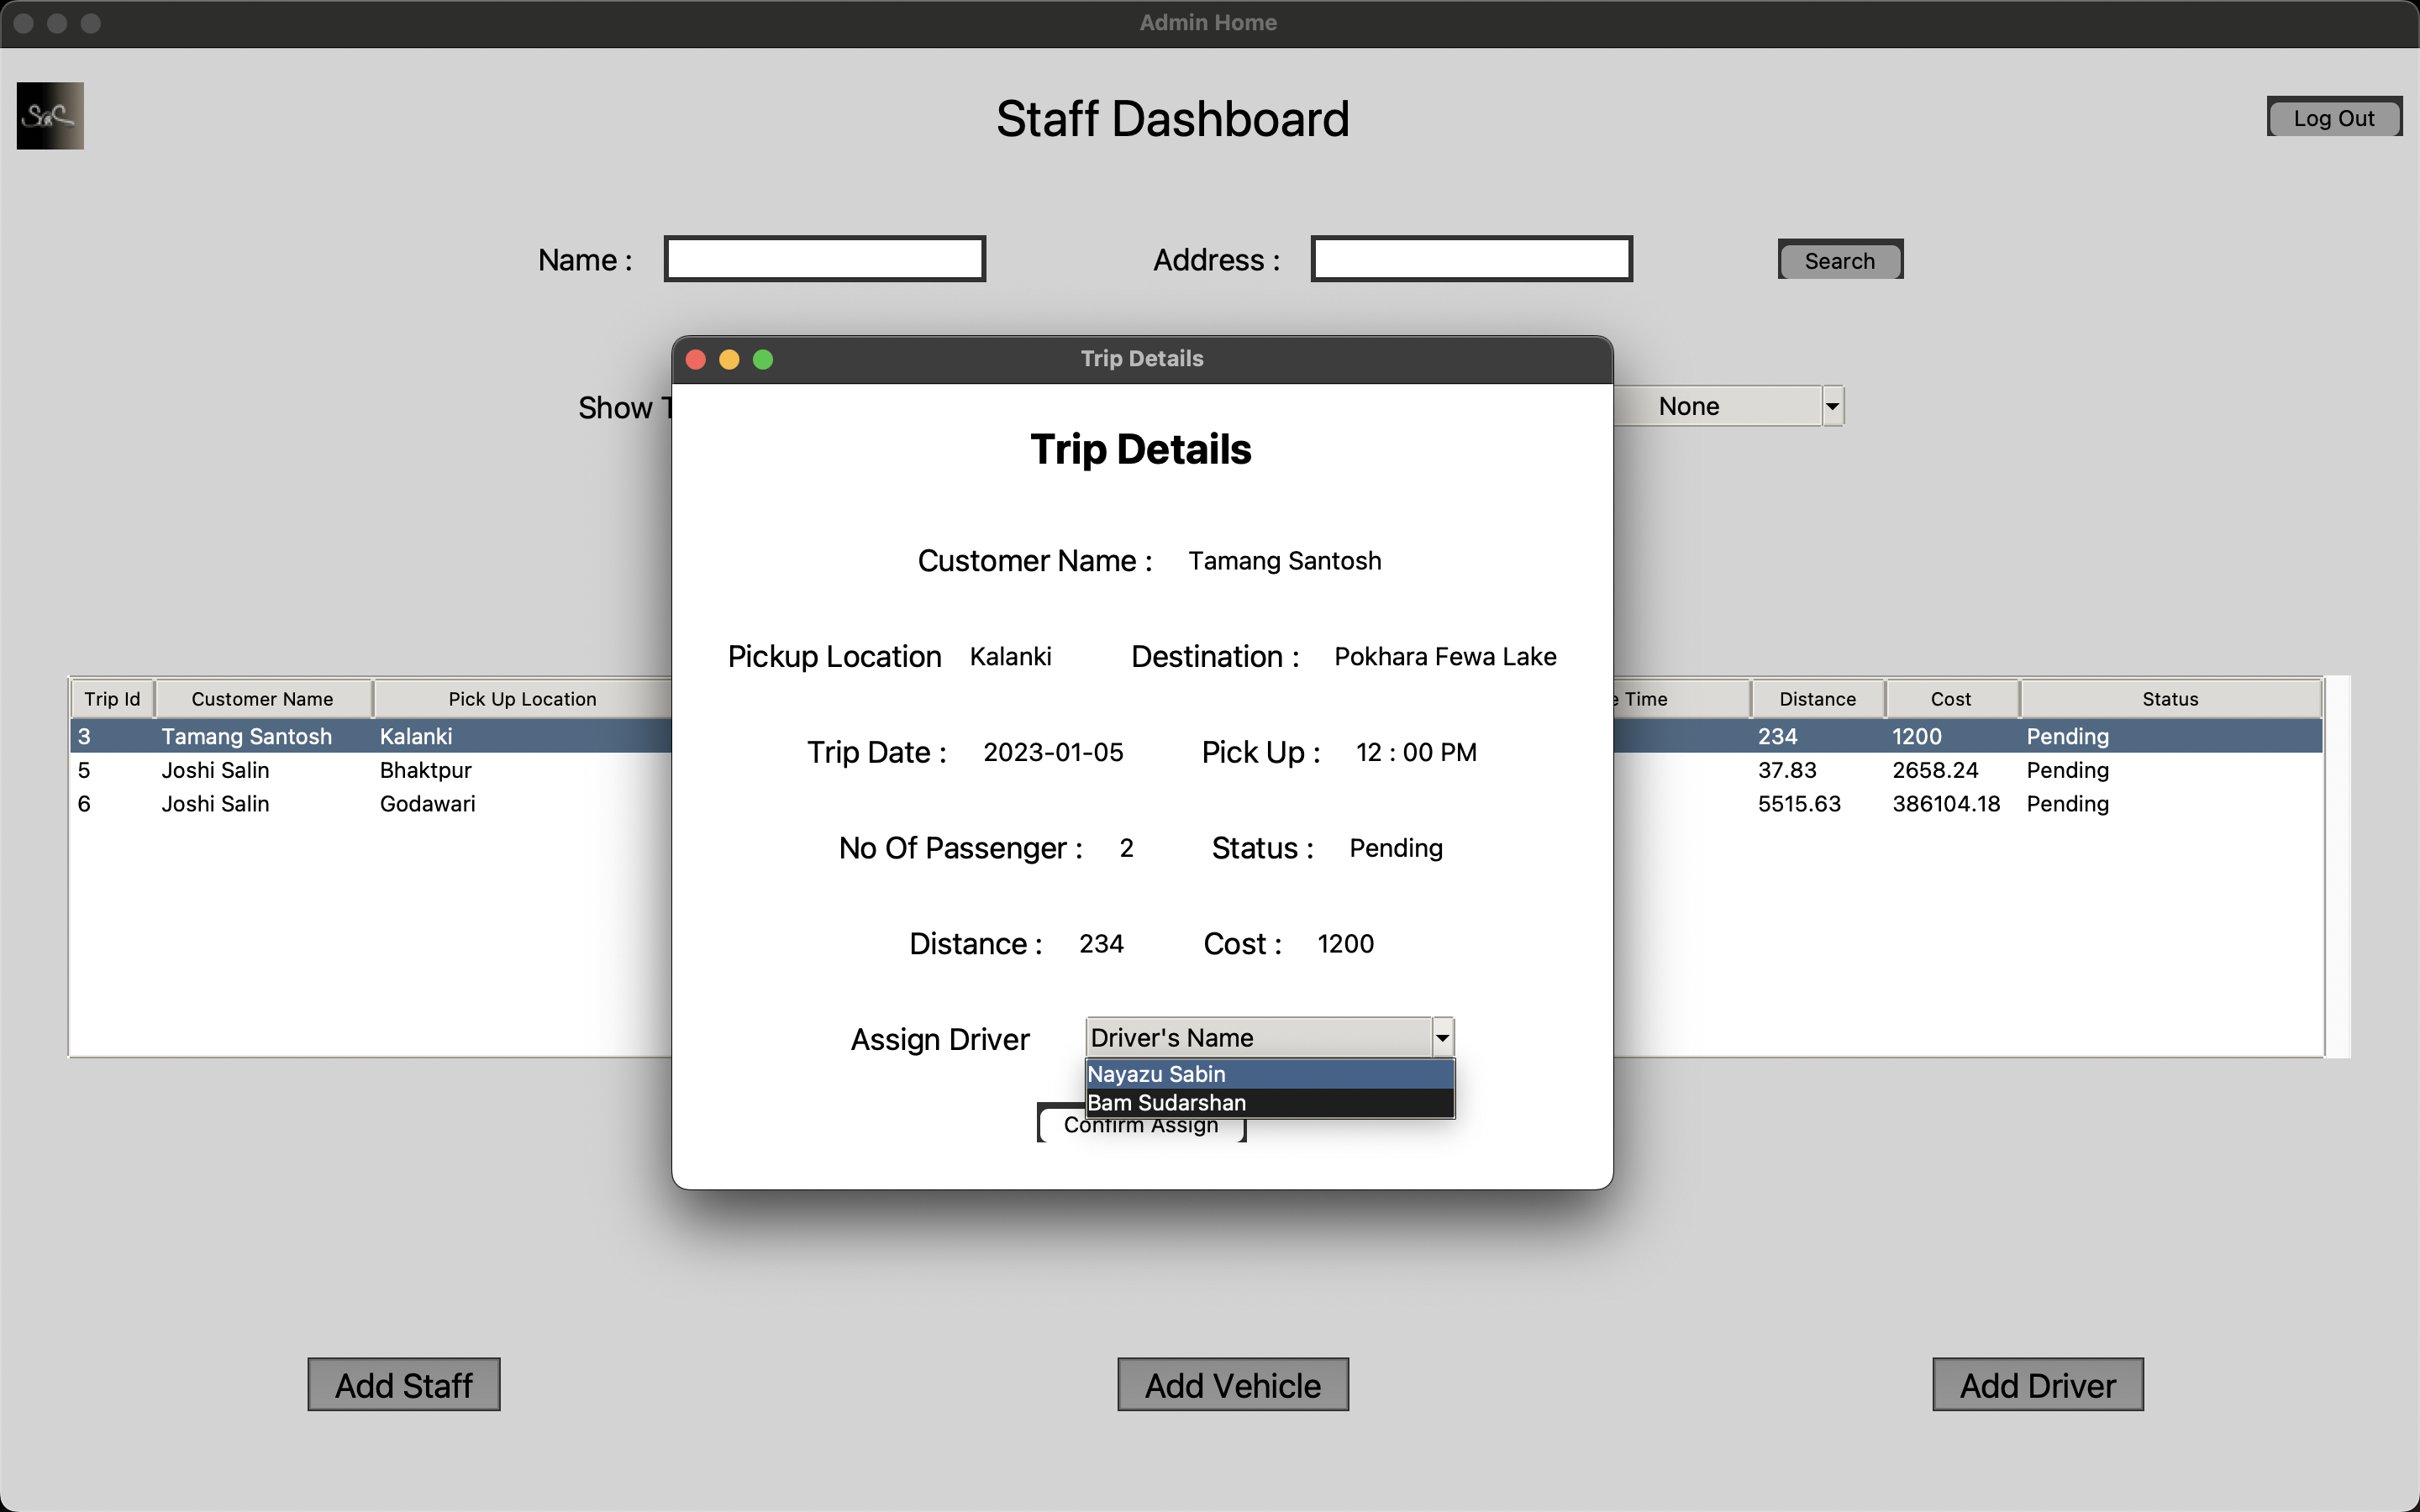 Admin Home
SaS
Staff Dashboard
Log Out
Name :
Address :
Search
Show T
None
Trip Details
Trip Details
Customer Name : Tamang Santosh
Pickup Location Kalanki Destination : Pokhara Fewa Lake
Trip Date : 2023-01-05 Pick Up : 12 : 00 PM
No Of Passenger : 2 Status : Pending
Distance : 234 Cost : 1200
Assign Driver Driver's Name
Nayazu Sabin
Bam Sudarshan
Confirm Assign
Trip Id Customer Name Pick Up Location e Time Distance Cost Status
3 Tamang Santosh Kalanki 234 1200 Pending
5 Joshi Salin Bhaktpur 37.83 2658.24 Pending
6 Joshi Salin Godawari 5515.63 386104.18 Pending
Add Staff
Add Vehicle
Add Driver